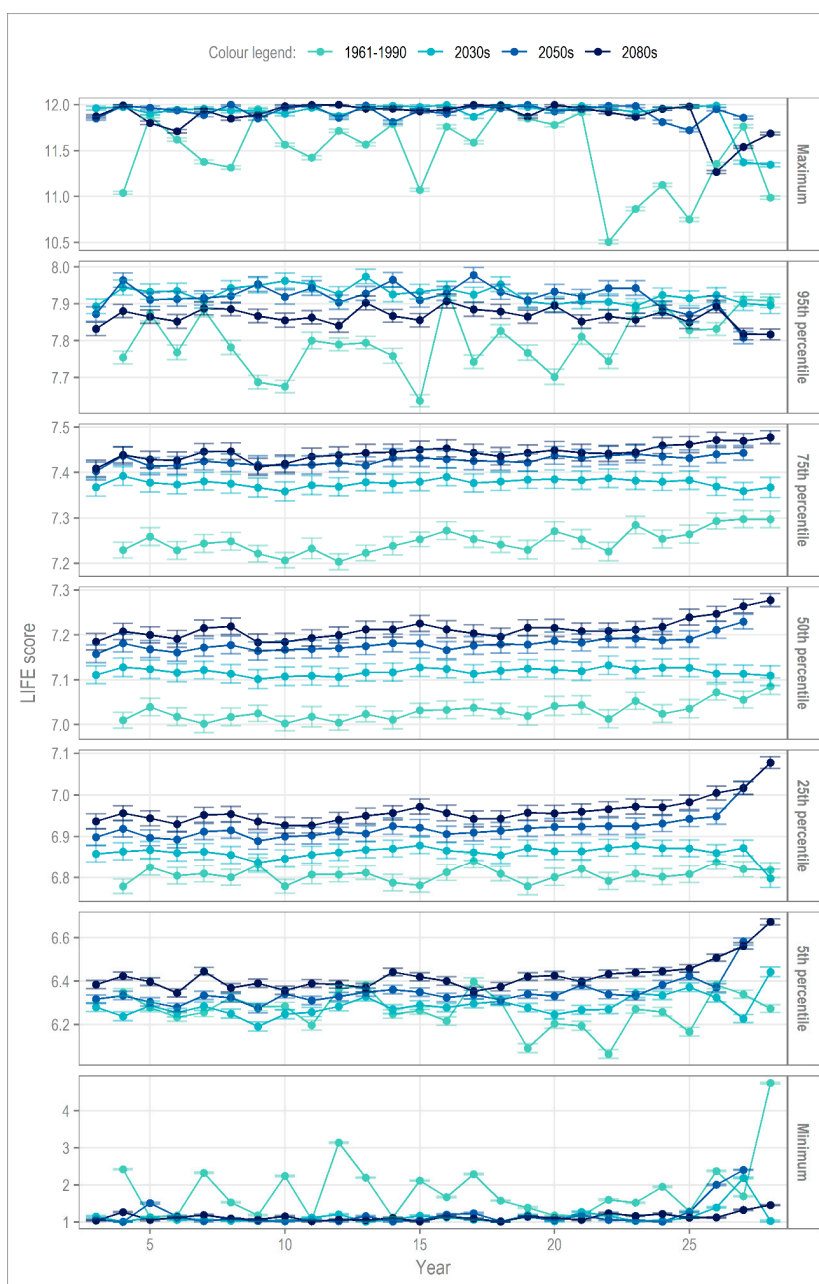 Colour legend: 1961-1990 2030s 2050s 2080s
12.0
11.5
11.0
10.5
Maximum
8.0
7.9
7.8
7.7
95th percentile
7.5
7.4
7.3
7.2
75th percentile
7.3
7.2
7.1
7.0
50th percentile
7.1
7.0
6.9
6.8
25th percentile
6.6
6.4
6.2
5th percentile
4
3
2
1
Minimum
LIFE score
5 10 15 20 25
Year